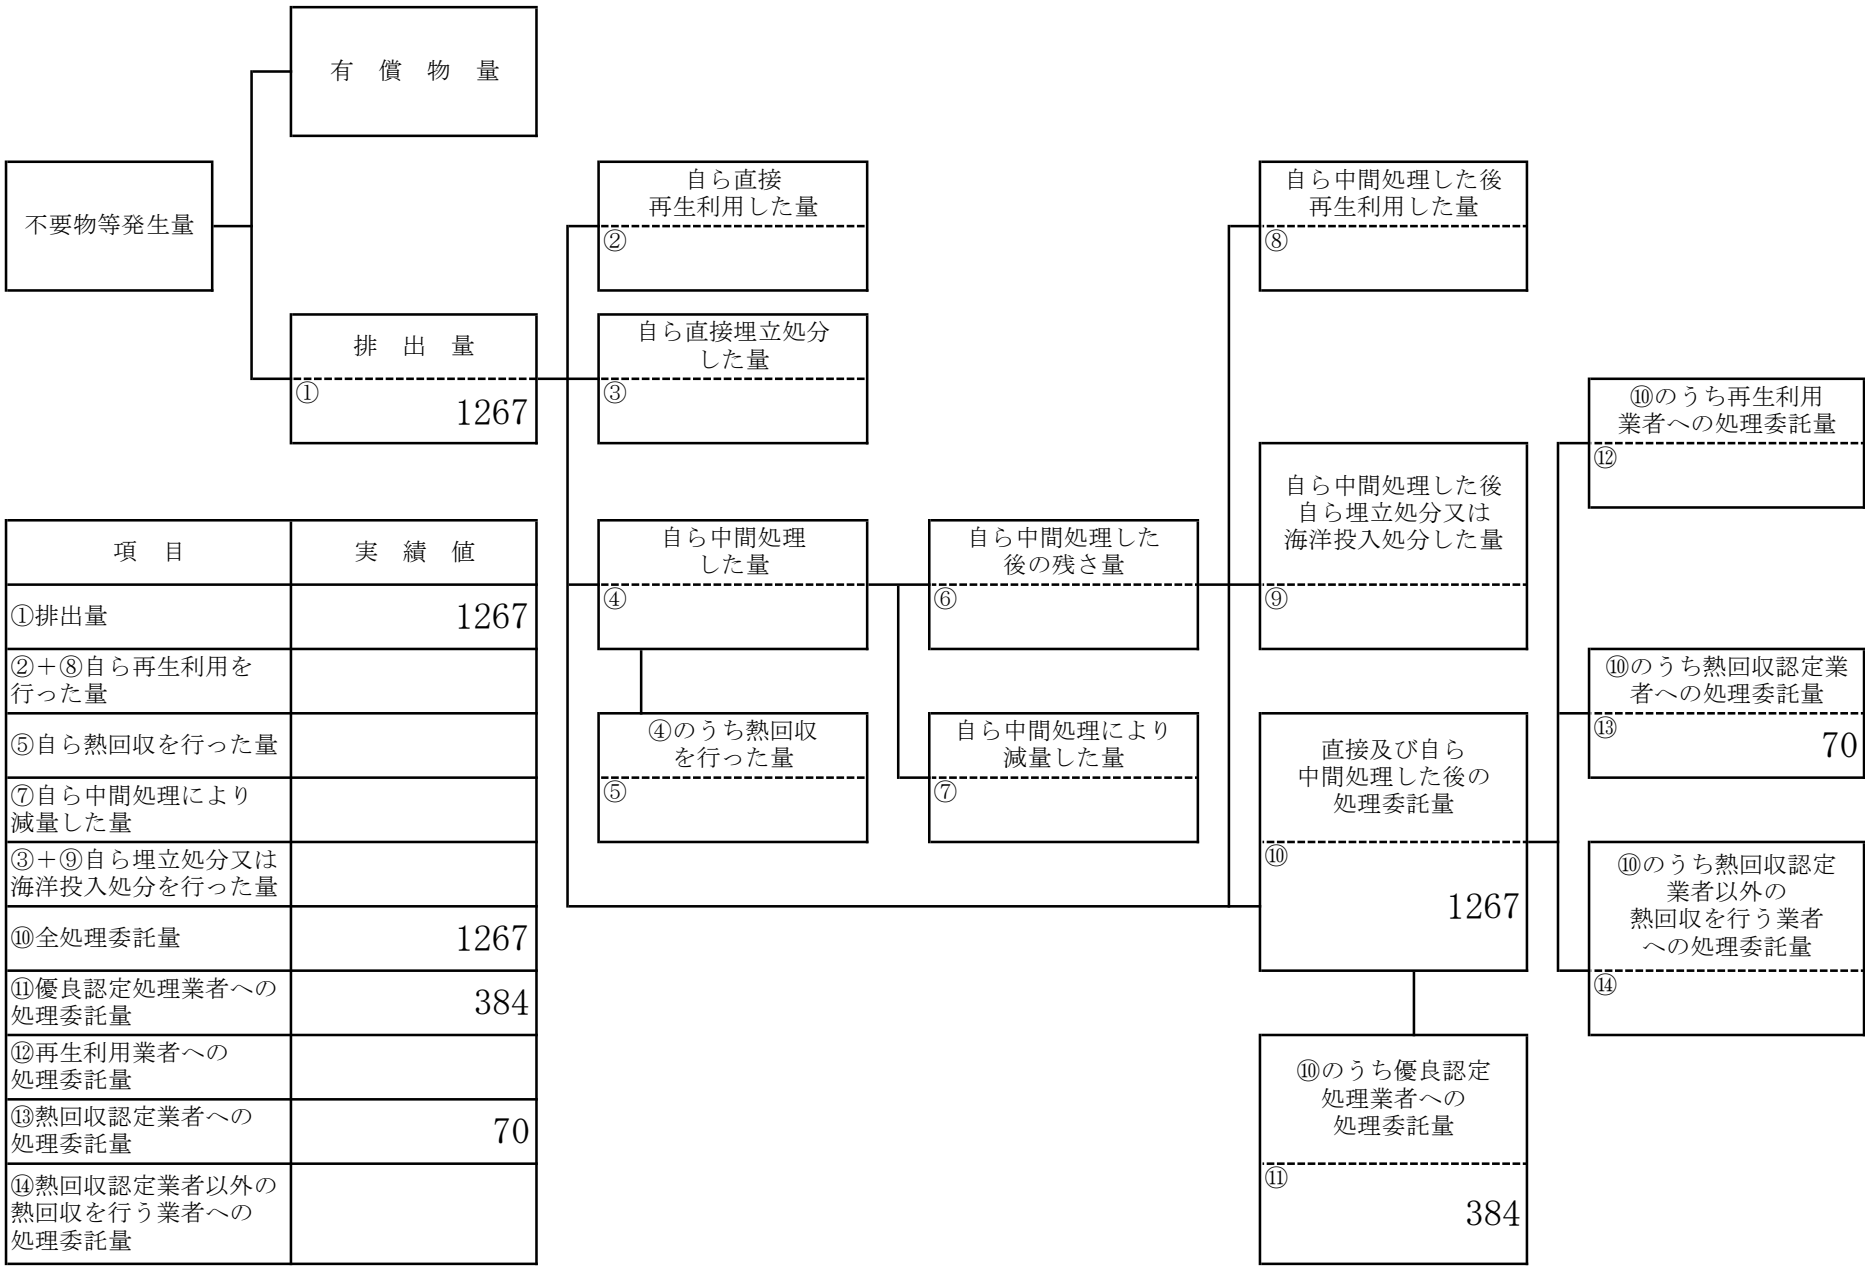 有 償 物 量
不要物等発生量
排 出 量
①
1267
自ら直接
再生利用した量
②
自ら直接埋立処分
した量
③
自ら中間処理
した量
④
④のうち熱回収
を行った量
⑤
自ら中間処理した
後の残さ量
⑥
自ら中間処理により
減量した量
⑦
自ら中間処理した後
再生利用した量
⑧
自ら中間処理した後
自ら埋立処分又は
海洋投入処分した量
⑨
直接及び自ら
中間処理した後の
処理委託量
⑩
1267
⑩のうち優良認定
処理業者への
処理委託量
⑪
384
⑩のうち再生利用
業者への処理委託量
⑫
⑩のうち熱回収認定業
者への処理委託量
⑬
70
⑩のうち熱回収認定
業者以外の
熱回収を行う業者
への処理委託量
⑭
項 目 実 績 値
①排出量 1267
②＋⑧自ら再生利用を
行った量
⑤自ら熱回収を行った量
⑦自ら中間処理により
減量した量
③＋⑨自ら埋立処分又は
海洋投入処分を行った量
⑩全処理委託量 1267
⑪優良認定処理業者への
処理委託量 384
⑫再生利用業者への
処理委託量
⑬熱回収認定業者への
処理委託量 70
⑭熱回収認定業者以外の
熱回収を行う業者への
処理委託量